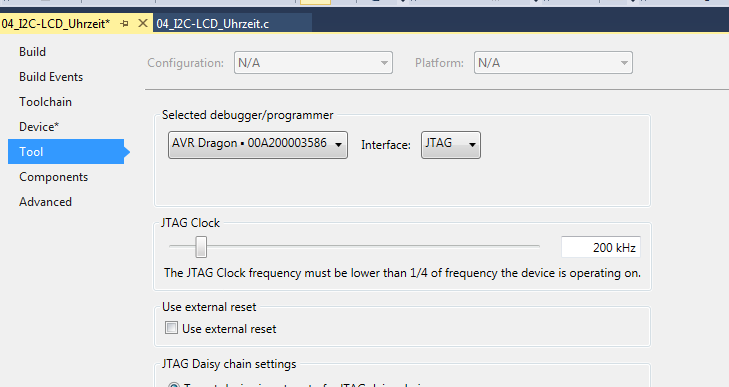 04_I2C-LCD_Uhrzeit*
04_I2C-LCD_Uhrzeit.c
Build
Build Events
Toolchain
Device*
Tool
Components
Advanced
Configuration: N/A Platform: N/A
Selected debugger/programmer
AVR Dragon • 00A200003586 Interface: JTAG
JTAG Clock
200 kHz
The JTAG Clock frequency must be lower than 1/4 of frequency the device is operating on.
Use external reset
Use external reset
JTAG Daisy chain settings